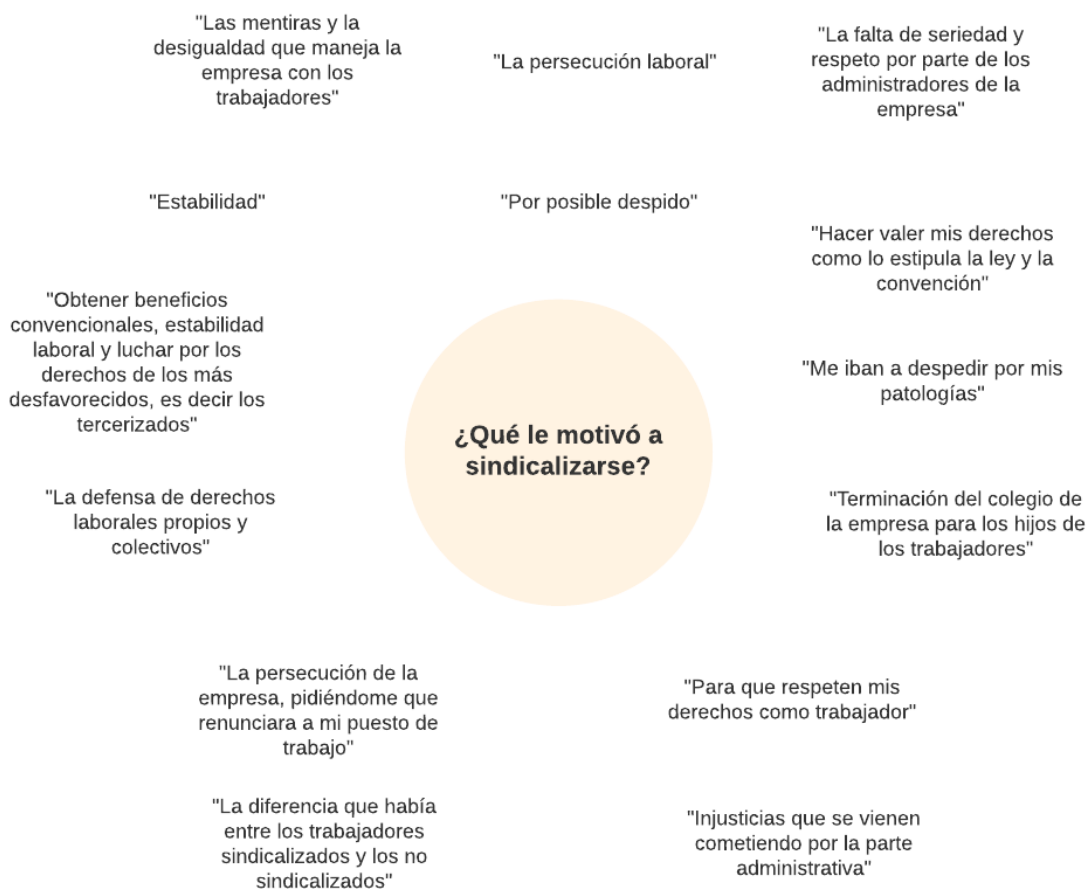 "Las mentiras y la
desigualdad que maneja la
empresa con los
trabajadores"
"La persecución laboral"
"La falta de seriedad y
respeto por parte de los
administradores de la
empresa"
"Estabilidad"
"Por posible despido"
"Hacer valer mis derechos
como lo estipula la ley y la
convención"
"Obtener beneficios
convencionales, estabilidad
laboral y luchar por los
derechos de los más
desfavorecidos, es decir los
tercerizados"
"Me iban a despedir por mis
patologías"
¿Qué le motivó a
sindicalizarse?
"La defensa de derechos
laborales propios y
colectivos"
"Terminación del colegio de
la empresa para los hijos de
los trabajadores"
"La persecución de la
empresa, pidiéndome que
renunciara a mi puesto de
trabajo"
"Para que respeten mis
derechos como trabajador"
"La diferencia que había
entre los trabajadores
sindicalizados y los no
sindicalizados"
"Injusticias que se vienen
cometiendo por la parte
administrativa"